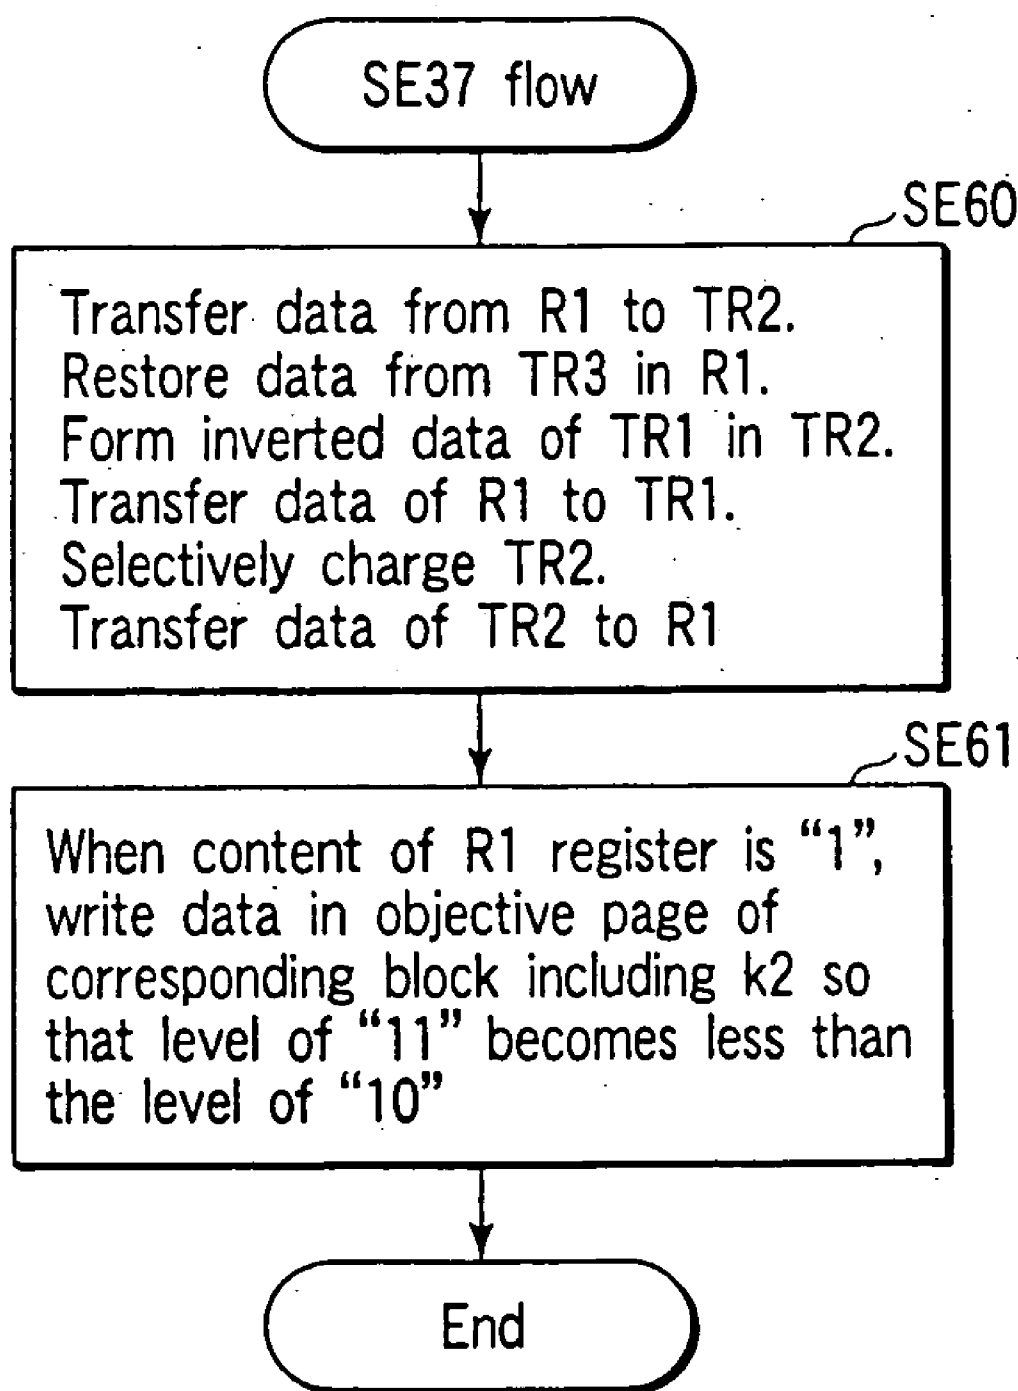 SE37 flow
SE60
Transfer data from R1 to TR2.
Restore data from TR3 in R1.
Form inverted data of TR1 in TR2.
Transfer data of R1 to TR1.
Selectively charge TR2.
Transfer data of TR2 to R1
SE61
When content of R1 register is “1”,
write data in objective page of
corresponding block including k2 so
that level of “11” becomes less than
the level of “10”
End